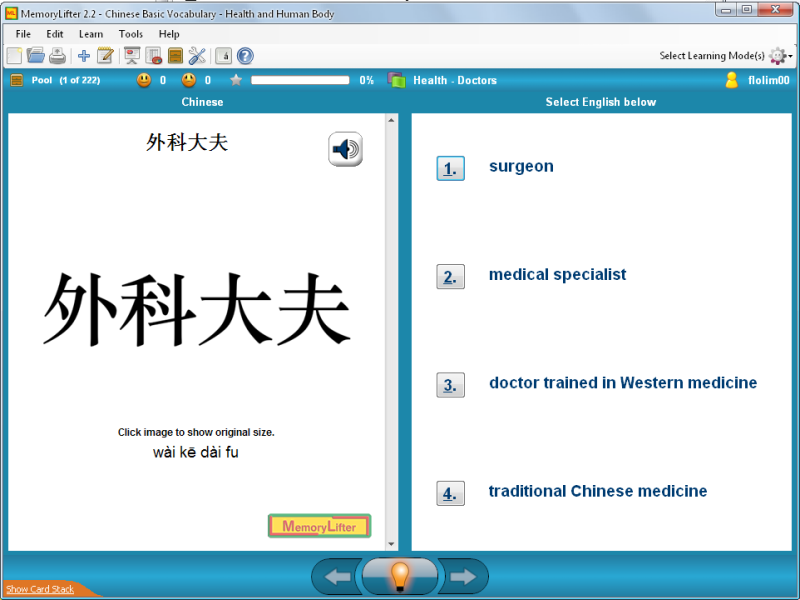 MemoryLifter 2.2 - Chinese Basic Vocabulary - Health and Human Body
File Edit Learn Tools Help
Select Learning Mode(s)
Pool (1 of 222) 0 0 0% Health - Doctors flolim00
Chinese
外科大夫
外科大夫
Click image to show original size.
wài kē dài fu
MemoryLifter
Select English below
1. surgeon
2. medical specialist
3. doctor trained in Western medicine
4. traditional Chinese medicine
Show Card Stack